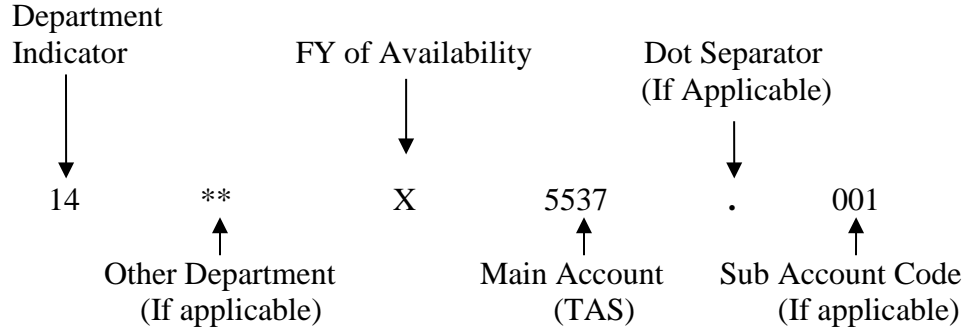 Department
Indicator FY of Availability Dot Separator
(If Applicable)
14 ** X 5537 . 001
Other Department Main Account Sub Account Code
(If applicable) (TAS) (If applicable)